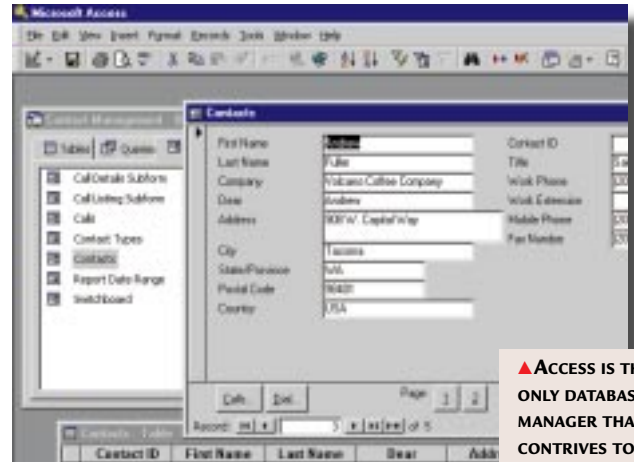 Microsoft Access
File Edit View Insert Format Records Tools Window Help
Contact Management
Contacts
Tables Queries
Call Details Subform
Call Listing Subform
Calls
Contact Types
Contacts
Report Date Range
Switchboard
First Name Andrew Contact ID
Last Name Fuller Title Sa
Company Volcano Coffee Company Work Phone
Dear Andrew Work Extension
Address 908 W. Capital Way Mobile Phone
Fax Number
City Tacoma
State/Province WA
Postal Code 98401
Country USA
Calls... Dial... Page: 1 2
Record: 5 of 5
Contacts : Table
Contact ID First Name Last Name Dear Addr
▲ACCESS IS TH
ONLY DATABAS
MANAGER THA
CONTRIVES TO